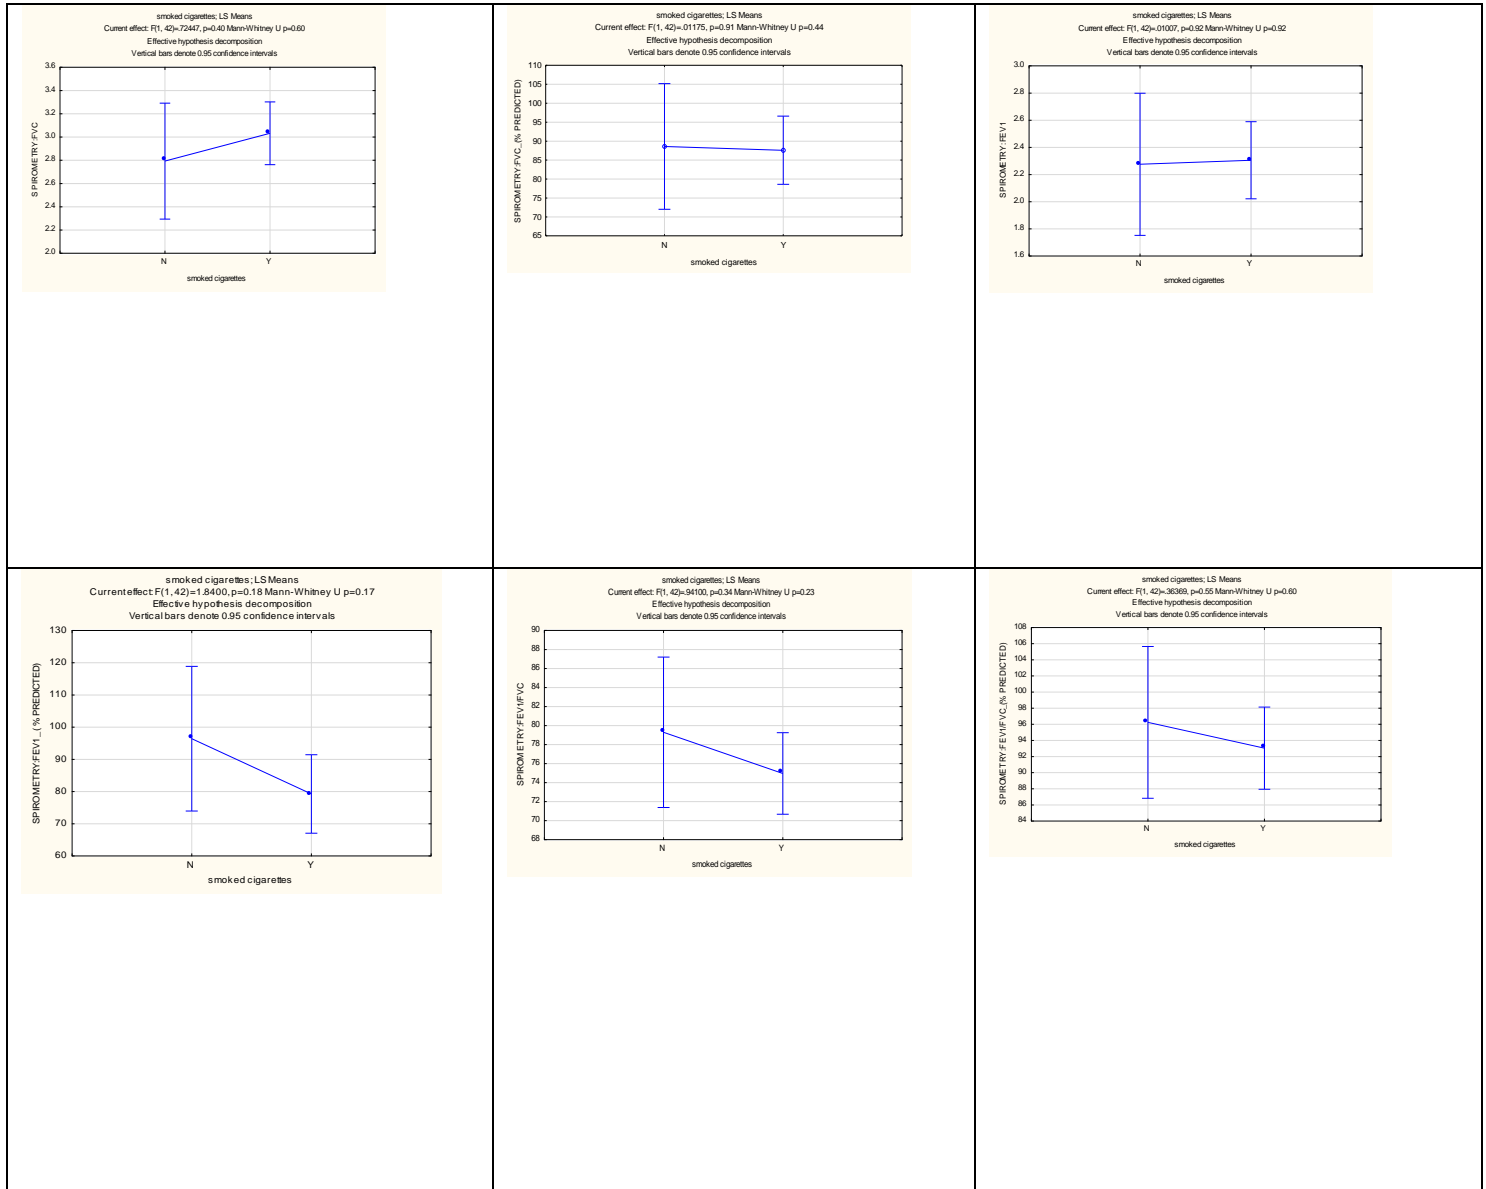 smoked cigarettes; LS Means
Current effect: F(1, 42)=.72447, p=0.40 Mann-Whitney U p=0.60
Effective hypothesis decomposition
Vertical bars denote 0.95 confidence intervals
3.6
3.4
3.2
3.0
2.8
2.6
2.4
2.2
2.0
SPIROMETRY:FVC
N Y
smoked cigarettes
smoked cigarettes; LS Means
Current effect: F(1, 42)=.01175, p=0.91 Mann-Whitney U p=0.44
Effective hypothesis decomposition
Vertical bars denote 0.95 confidence intervals
110
105
100
95
90
85
80
75
70
65
SPIROMETRY:FVC_(% PREDICTED)
N Y
smoked cigarettes
smoked cigarettes; LS Means
Current effect: F(1, 42)=.01007, p=0.92 Mann-Whitney U p=0.92
Effective hypothesis decomposition
Vertical bars denote 0.95 confidence intervals
3.0
2.8
2.6
2.4
2.2
2.0
1.8
1.6
SPIROMETRY:FEV1
N Y
smoked cigarettes
smoked cigarettes; LS Means
Current effect: F(1, 42)=1.8400, p=0.18 Mann-Whitney U p=0.17
Effective hypothesis decomposition
Vertical bars denote 0.95 confidence intervals
130
120
110
100
90
80
70
60
SPIROMETRY:FEV1_(% PREDICTED)
N Y
smoked cigarettes
smoked cigarettes; LS Means
Current effect: F(1, 42)=.94100, p=0.34 Mann-Whitney U p=0.23
Effective hypothesis decomposition
Vertical bars denote 0.95 confidence intervals
90
88
86
84
82
80
78
76
74
72
70
68
SPIROMETRY:FEV1/FVC
N Y
smoked cigarettes
smoked cigarettes; LS Means
Current effect: F(1, 42)=.36369, p=0.55 Mann-Whitney U p=0.60
Effective hypothesis decomposition
Vertical bars denote 0.95 confidence intervals
108
106
104
102
100
98
96
94
92
90
88
86
84
SPIROMETRY:FEV1/FVC_(% PREDICTED)
N Y
smoked cigarettes